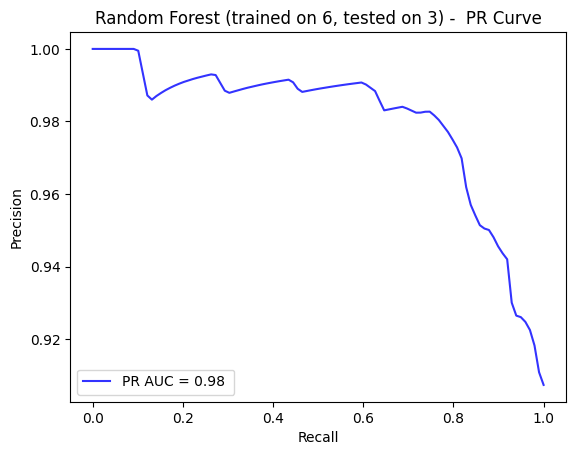 Random Forest (trained on 6, tested on 3) -  PR Curve
1.00
0.98
0.96
0.94
0.92
Precision
PR AUC = 0.98
0.0 0.2 0.4 0.6 0.8 1.0
Recall